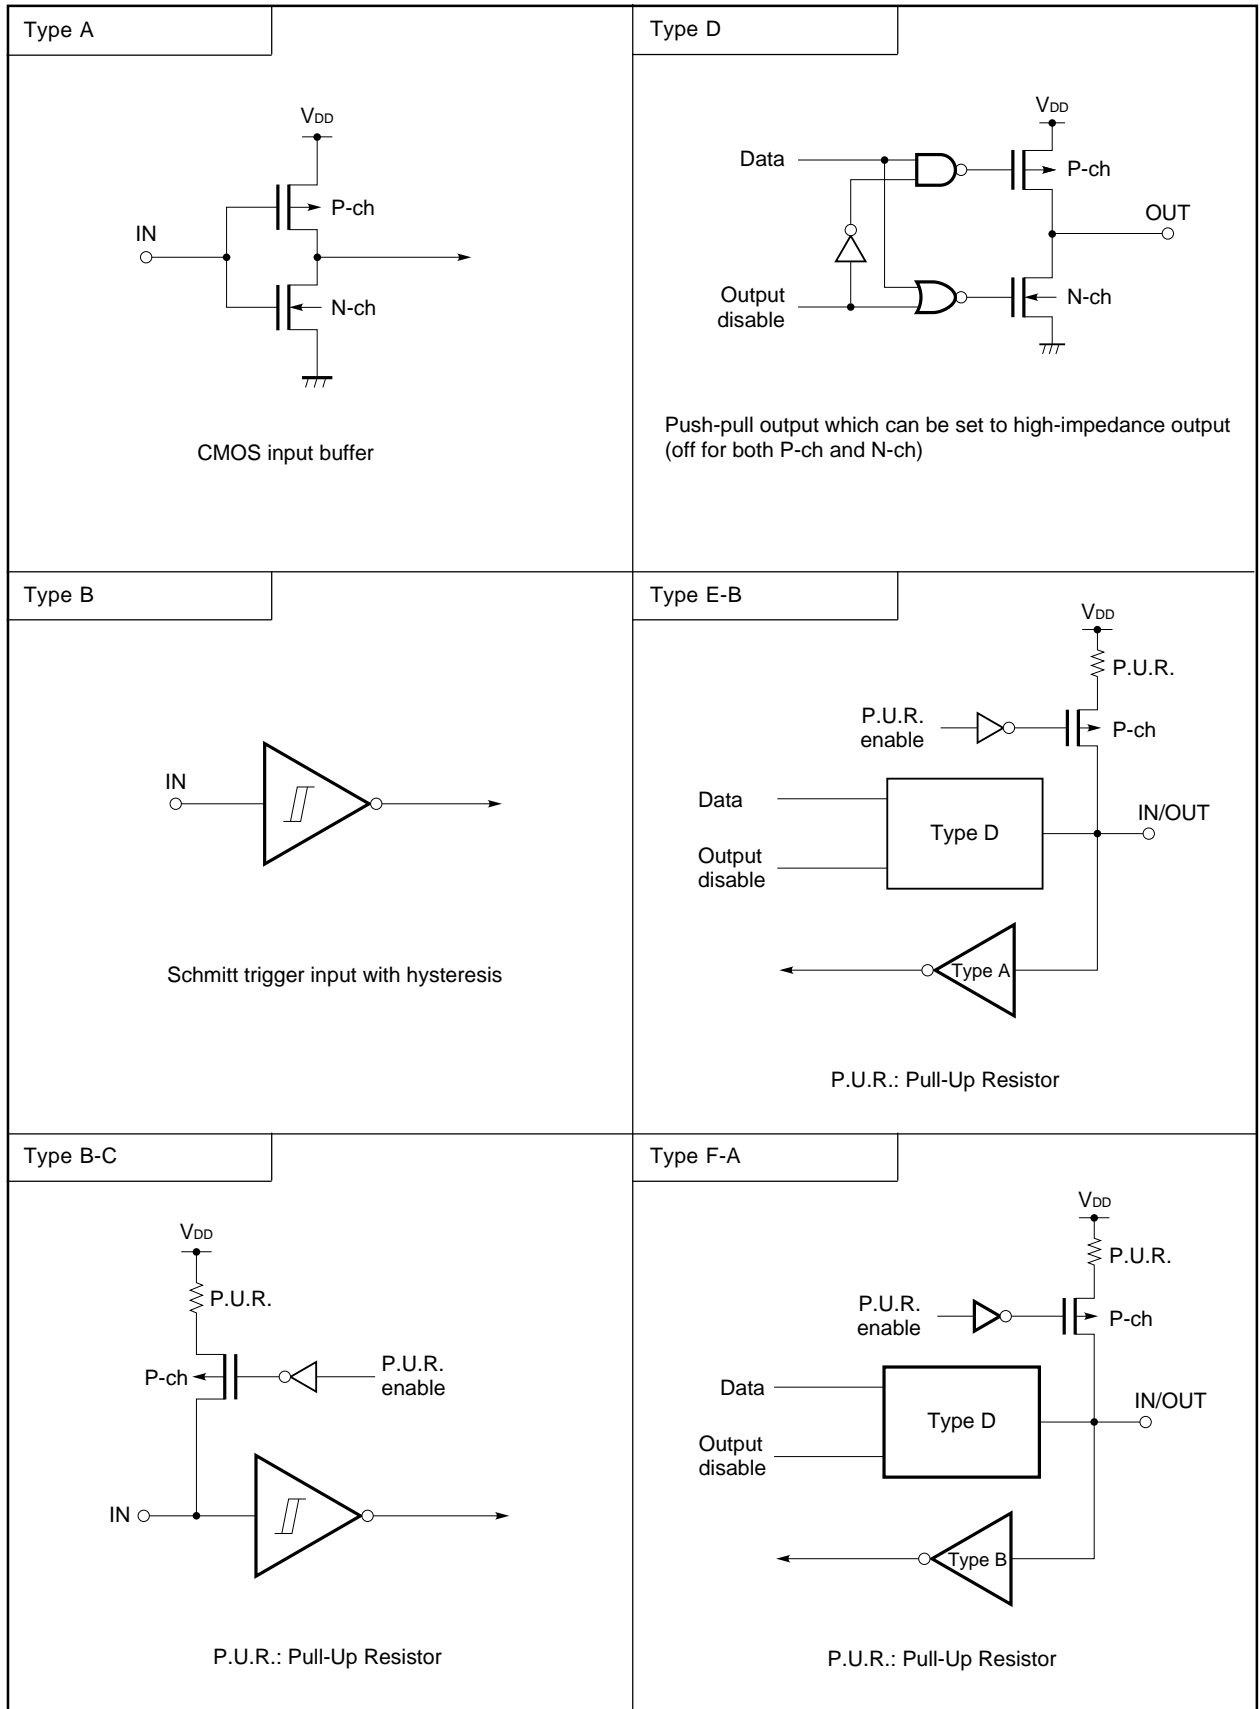 Type A
VDD
P-ch
IN
N-ch
CMOS input buffer
Type D
VDD
Data
P-ch
OUT
Output
disable
N-ch
Push-pull output which can be set to high-impedance output
(off for both P-ch and N-ch)
Type B
IN
Schmitt trigger input with hysteresis
Type E-B
VDD
P.U.R.
P.U.R.
enable
P-ch
Data
IN/OUT
Type D
Output
disable
Type A
P.U.R.: Pull-Up Resistor
Type B-C
VDD
P.U.R.
P-ch
P.U.R.
enable
IN
P.U.R.: Pull-Up Resistor
Type F-A
VDD
P.U.R.
P.U.R.
enable
P-ch
Data
IN/OUT
Type D
Output
disable
Type B
P.U.R.: Pull-Up Resistor